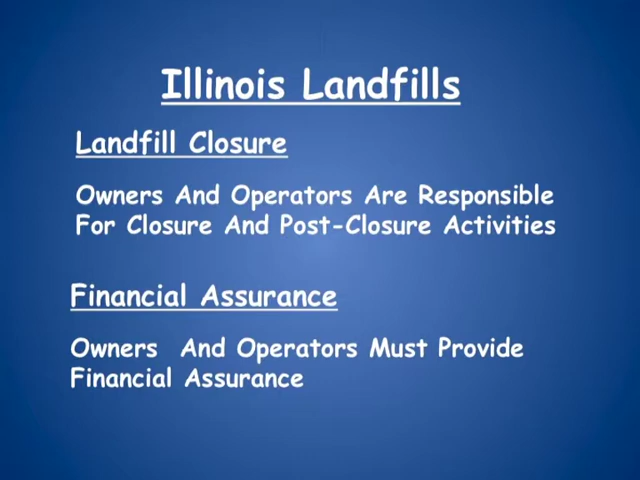 Illinois Landfills
Landfill Closure
Owners And Operators Are Responsible
For Closure And Post-Closure Activities
Financial Assurance
Owners And Operators Must Provide
Financial Assurance